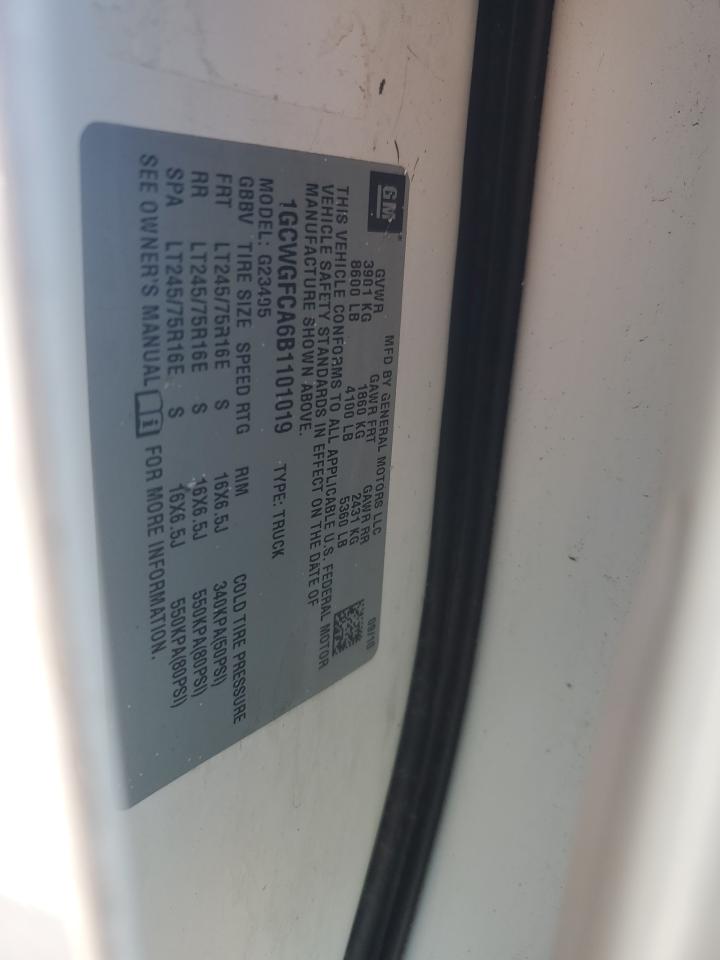 GM
MFD BY GENERAL MOTORS LLC 09/10
GVWR GAWR FRT GAWR RR
3901 KG 1860 KG 2431 KG
8600 LB 4100 LB 5360 LB
THIS VEHICLE CONFORMS TO ALL APPLICABLE U.S. FEDERAL MOTOR
VEHICLE SAFETY STANDARDS IN EFFECT ON THE DATE OF
MANUFACTURE SHOWN ABOVE.
1GCWGFCA6B1101019 TYPE: TRUCK
MODEL: G23495
GBBV TIRE SIZE SPEED RTG RIM COLD TIRE PRESSURE
FRT LT245/75R16E S 16X6.5J 340KPA(50PSI)
RR LT245/75R16E S 16X6.5J 550KPA(80PSI)
SPA LT245/75R16E S 16X6.5J 550KPA(80PSI)
SEE OWNER'S MANUAL i FOR MORE INFORMATION.